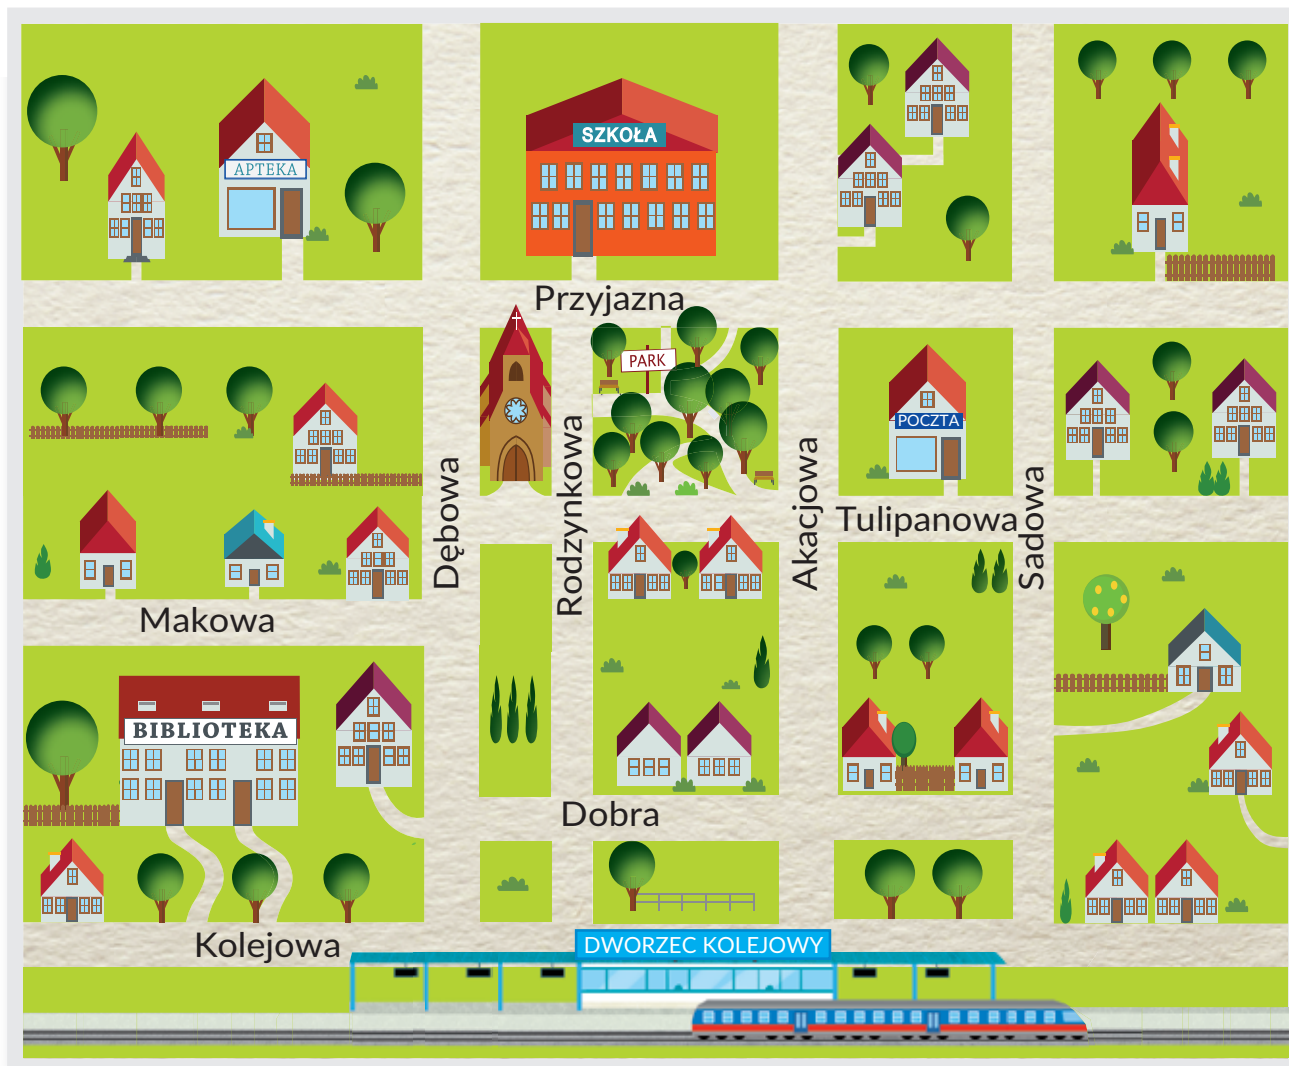 SZKOŁA
APTEKA
Przyjazna
PARK
POCZTA
Dębowa
Rodzynkowa
Akacjowa
Tulipanowa
Sadowa
Makowa
BIBLIOTEKA
Dobra
Kolejowa
DWORZEC KOLEJOWY